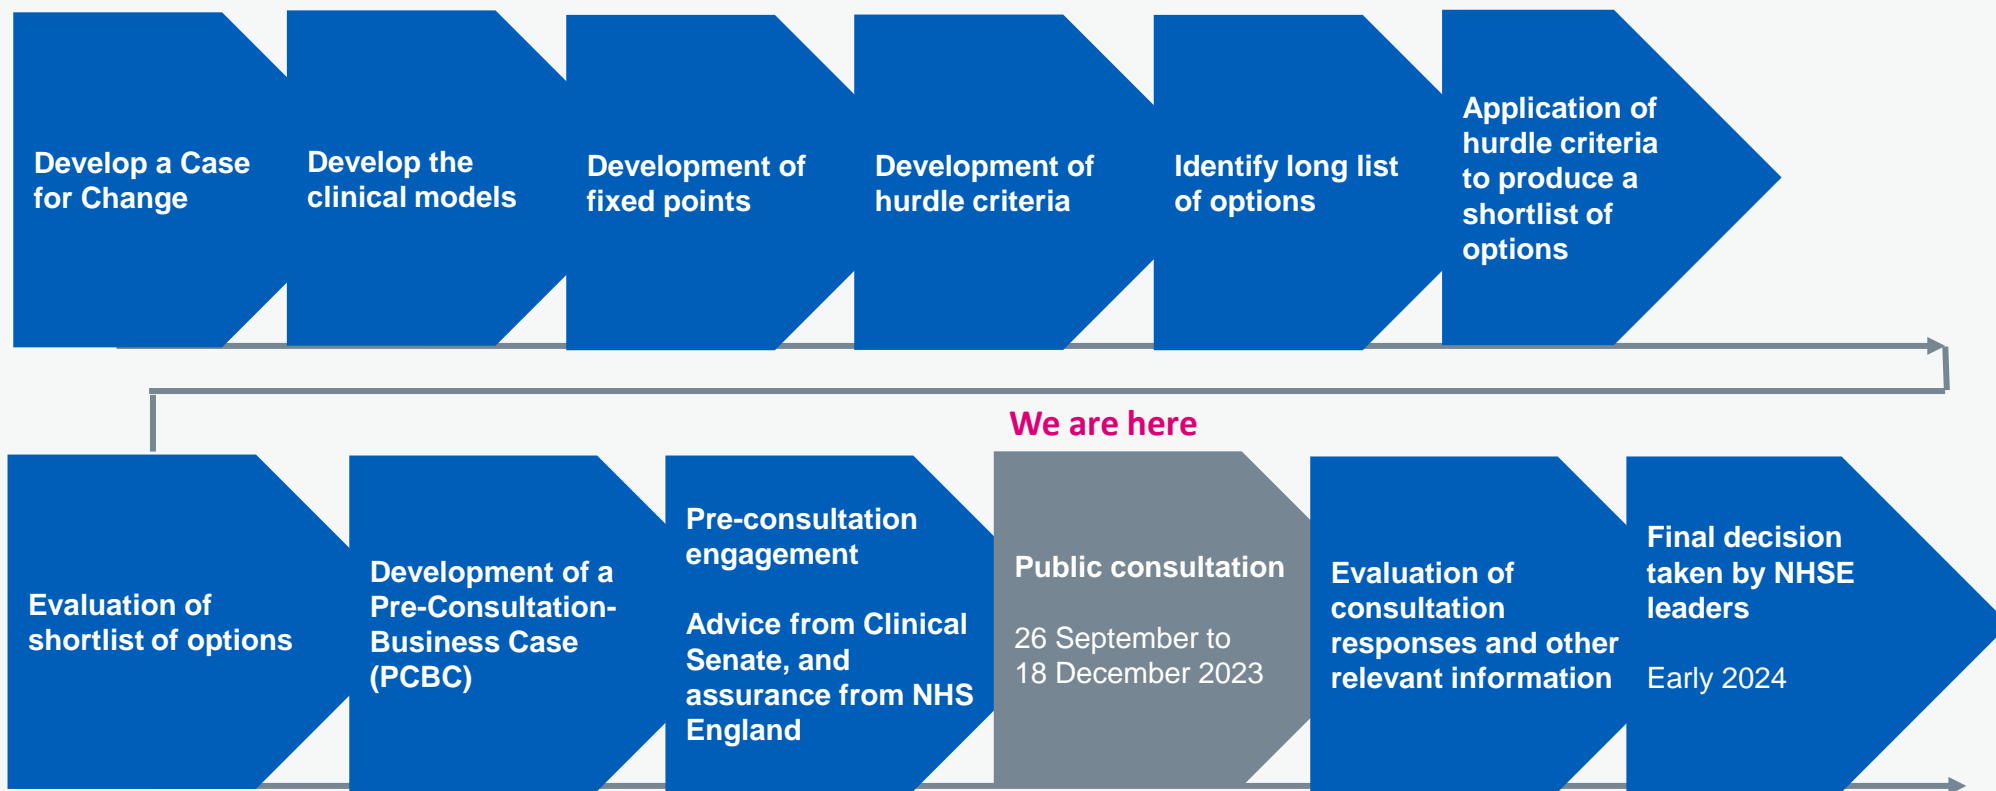 Develop a Case
for Change
Develop the
clinical models
Development of
fixed points
Development of
hurdle criteria
Identify long list
of options
Application of
hurdle criteria
to produce a
shortlist of
options
We are here
Evaluation of
shortlist of options
Development of a
Pre-Consultation-
Business Case
(PCBC)
Pre-consultation
engagement
Advice from Clinical
Senate, and
assurance from NHS
England
Public consultation
26 September to
18 December 2023
Evaluation of
consultation
responses and other
relevant information
Final decision
taken by NHSE
leaders
Early 2024